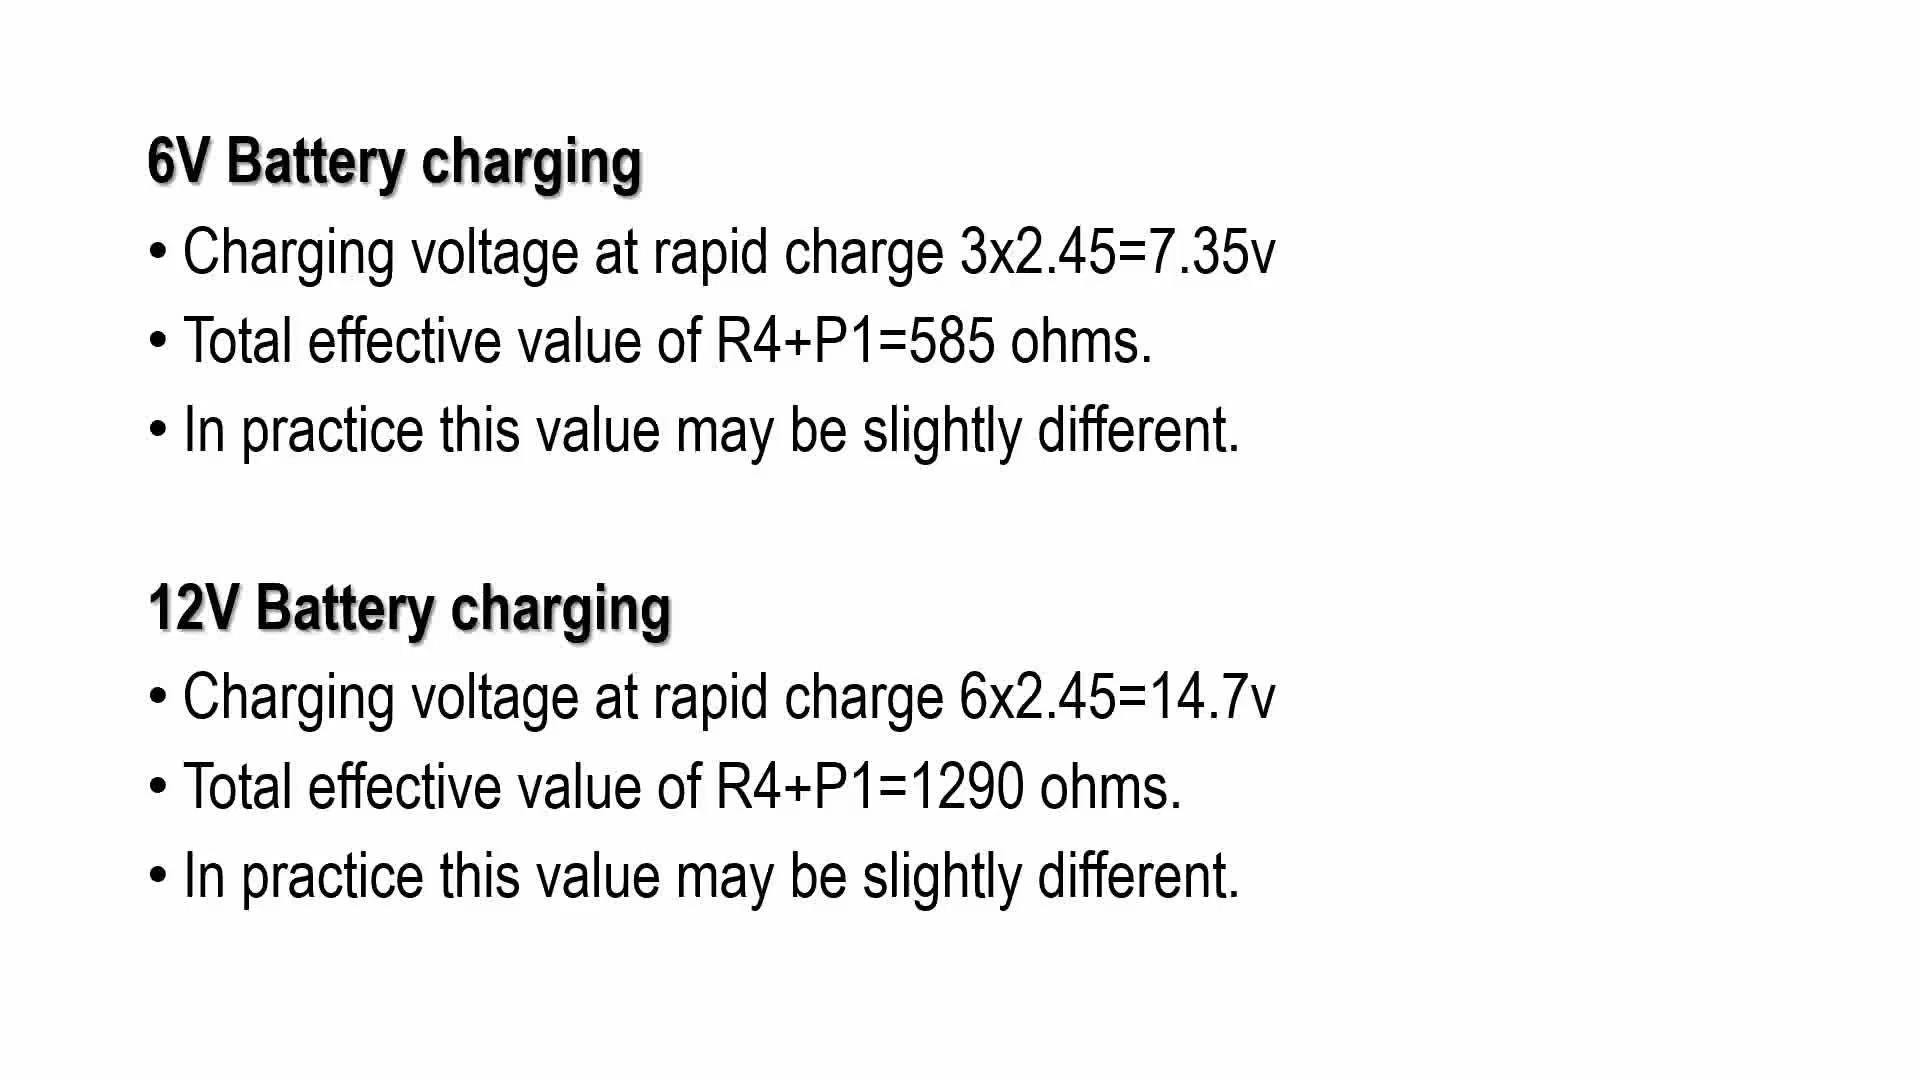 6V Battery charging
• Charging voltage at rapid charge 3x2.45=7.35v
• Total effective value of R4+P1=585 ohms.
• In practice this value may be slightly different.
12V Battery charging
• Charging voltage at rapid charge 6x2.45=14.7v
• Total effective value of R4+P1=1290 ohms.
• In practice this value may be slightly different.